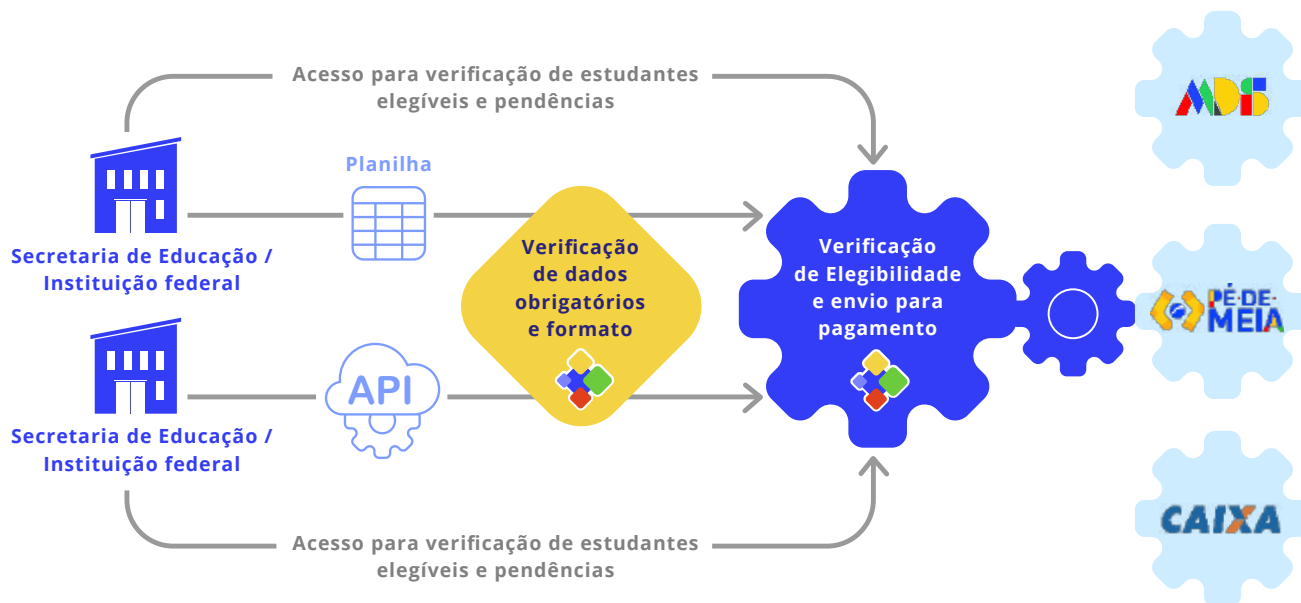 Acesso para verificação de estudantes
elegíveis e pendências
MDS
Planilha
Secretaria de Educação /
Instituição federal
Verificação
de dados
obrigatórios
e formato
Verificação
de Elegibilidade
e envio para
pagamento
PÉ-DE-
MEIA
API
Secretaria de Educação /
Instituição federal
CAIXA
Acesso para verificação de estudantes
elegíveis e pendências